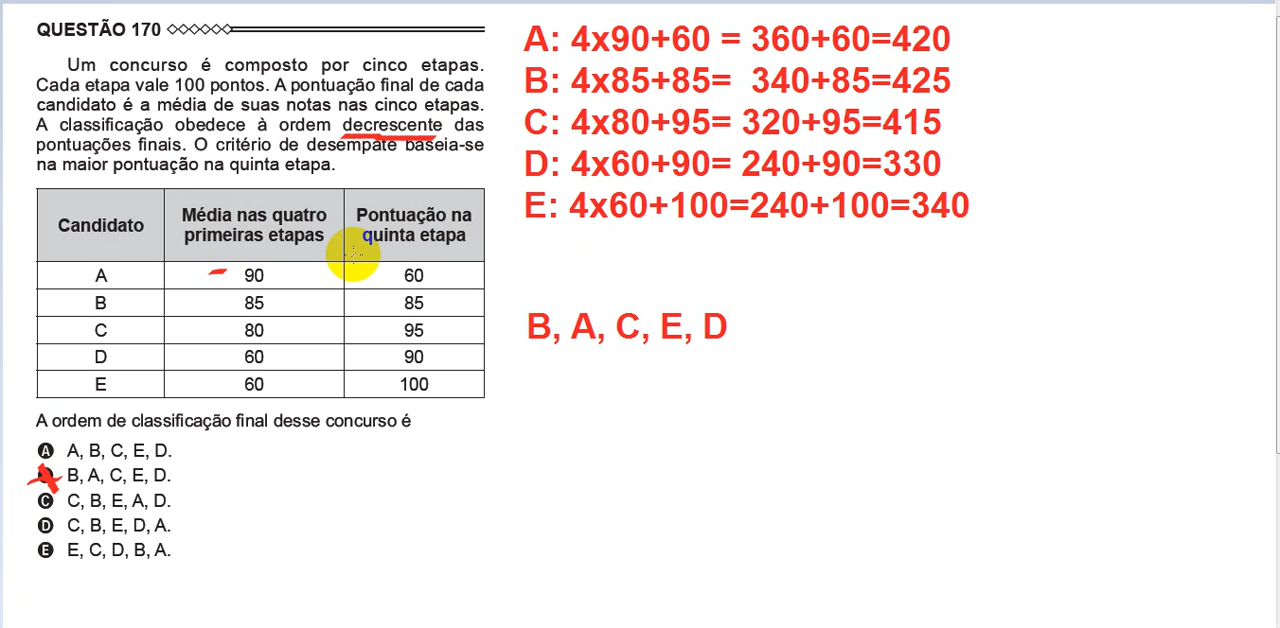 QUESTÃO 170
Um concurso é composto por cinco etapas.
Cada etapa vale 100 pontos. A pontuação final de cada
candidato é a média de suas notas nas cinco etapas.
A classificação obedece à ordem decrescente das
pontuações finais. O critério de desempate baseia-se
na maior pontuação na quinta etapa.
Candidato
Média nas quatro
primeiras etapas
Pontuação na
quinta etapa
A 90 60
B 85 85
C 80 95
D 60 90
E 60 100
A ordem de classificação final desse concurso é
A A, B, C, E, D.
B, A, C, E, D.
C C, B, E, A, D.
D C, B, E, D, A.
E E, C, D, B, A.
A: 4x90+60 = 360+60=420
B: 4x85+85= 340+85=425
C: 4x80+95= 320+95=415
D: 4x60+90= 240+90=330
E: 4x60+100=240+100=340
B, A, C, E, D